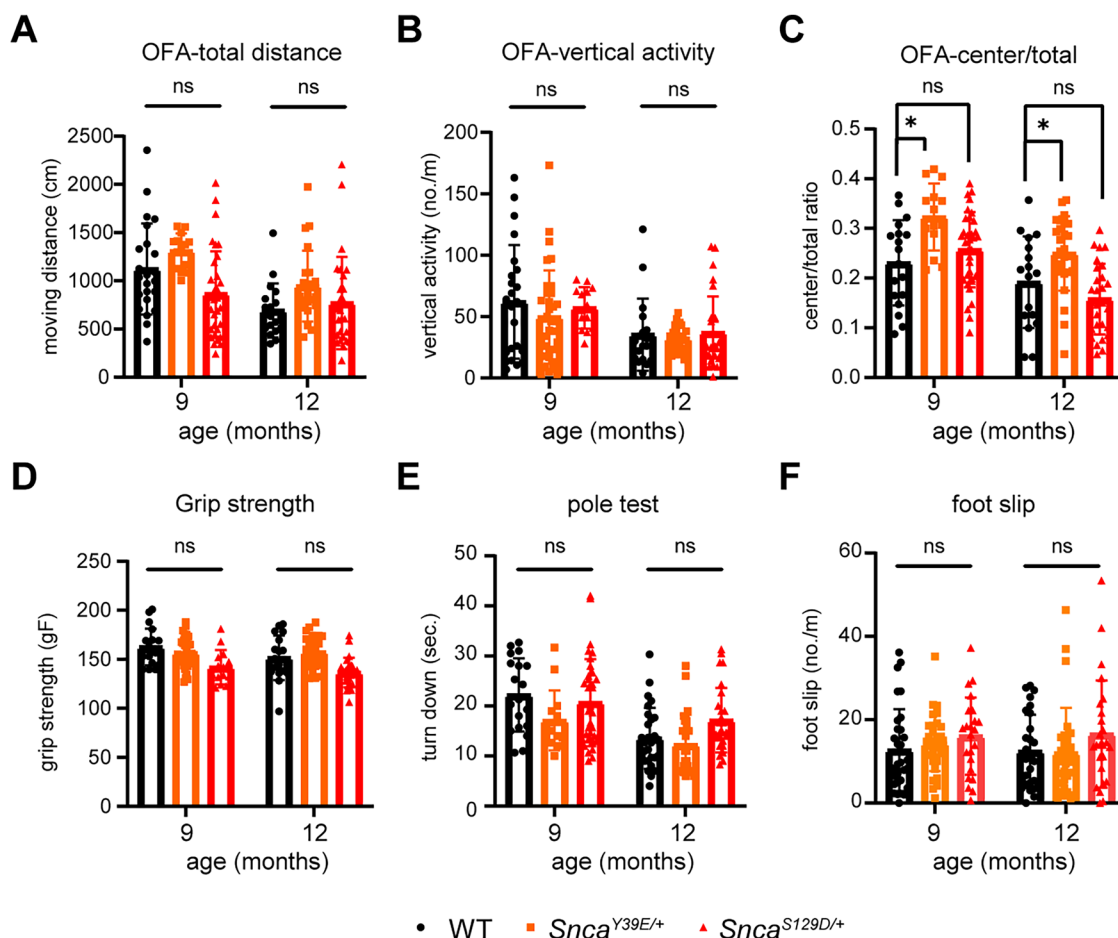 A
OFA-total distance
ns
ns
moving distance (cm)
2500
2000
1500
1000
500
0
9
12
age (months)
B
OFA-vertical activity
ns
ns
vertical activity (no./m)
200
150
100
50
0
9
12
age (months)
C
OFA-center/total
ns
ns
*
*
center/total ratio
0.5
0.4
0.3
0.2
0.1
0.0
9
12
age (months)
D
Grip strength
ns
ns
grip strength (gF)
250
200
150
100
50
0
9
12
age (months)
E
pole test
ns
ns
turn down (sec.)
50
40
30
20
10
0
9
12
age (months)
F
foot slip
ns
ns
foot slip (no./m)
60
40
20
0
9
12
age (months)
WT
Snca^Y39E/+
Snca^S129D/+